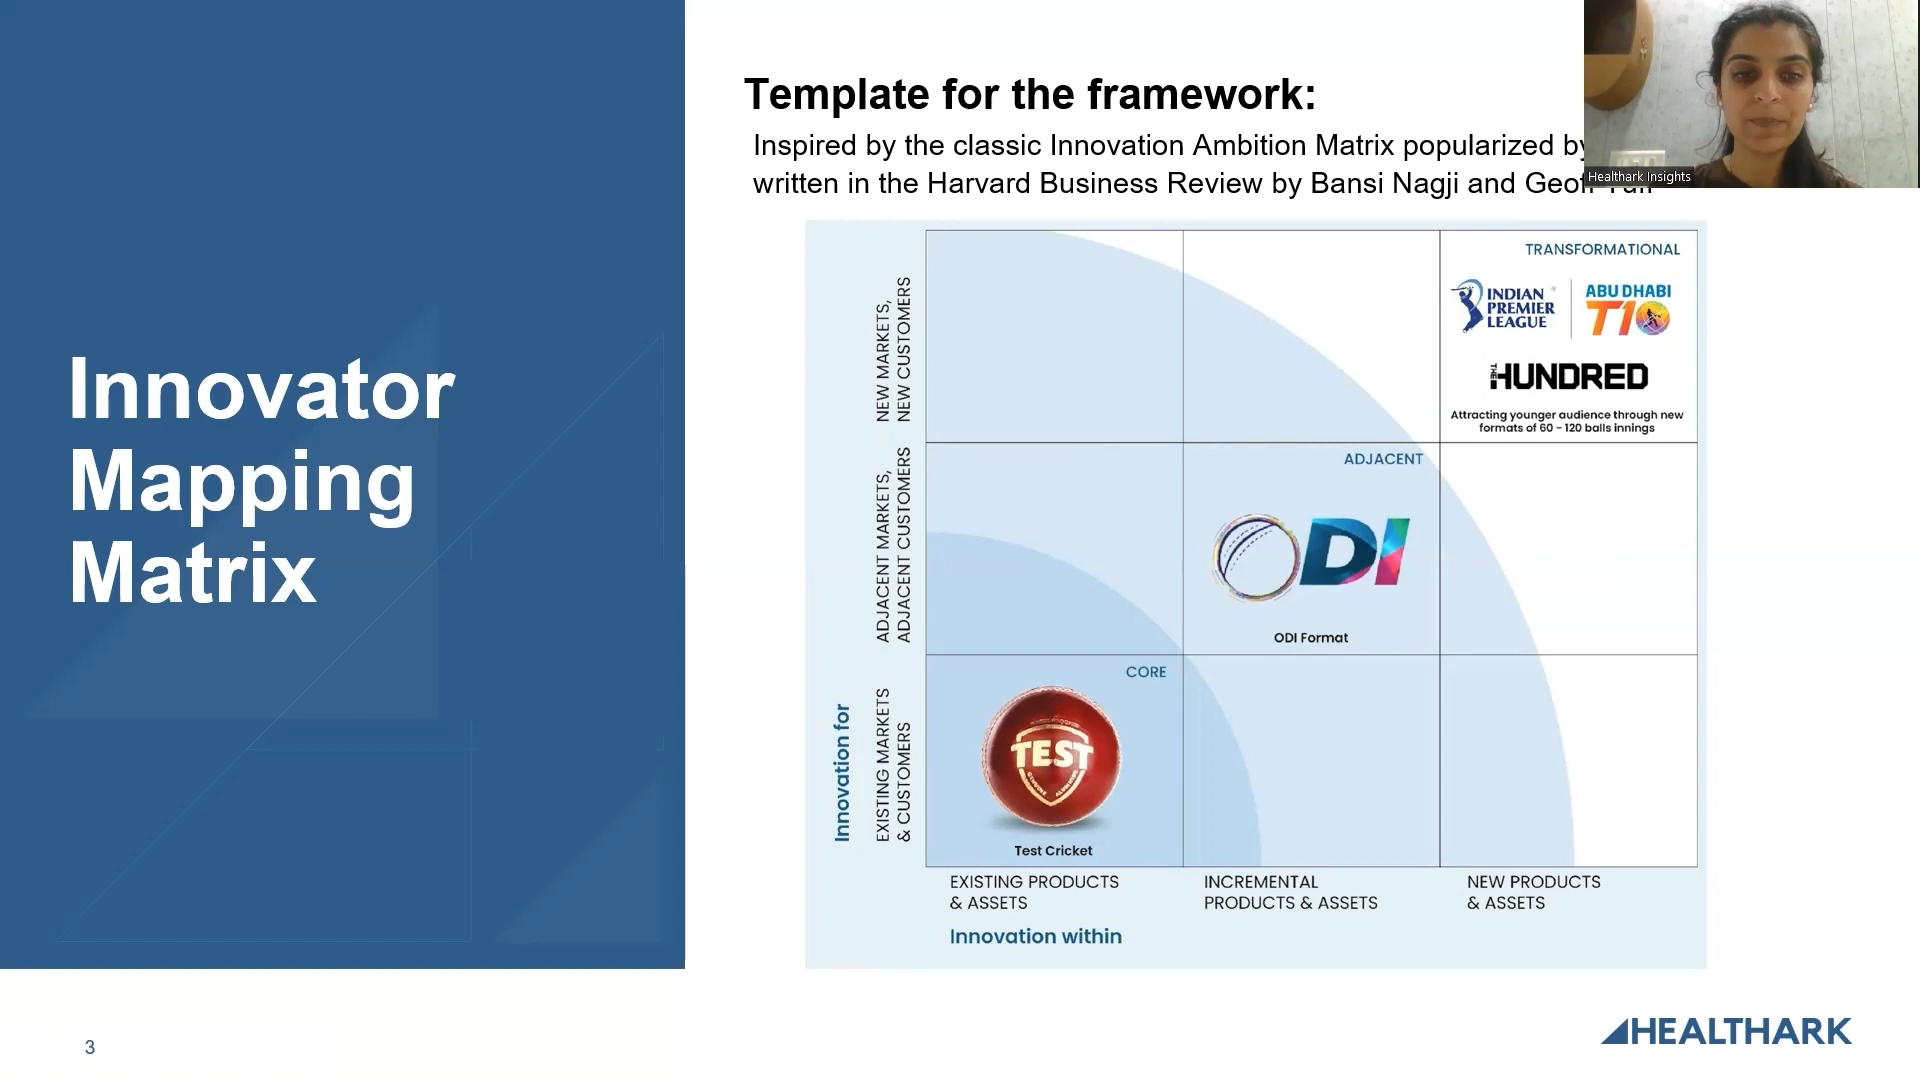 Innovator
Mapping
Matrix
Template for the framework:
Inspired by the classic Innovation Ambition Matrix popularized by
written in the Harvard Business Review by Bansi Nagji and Geoff Tuff
Healthark Insights
TRANSFORMATIONAL
INDIAN
PREMIER
LEAGUE
ABU DHABI
T10
THE HUNDRED
Attracting younger audience through new
formats of 60 - 120 balls innings
NEW MARKETS,
NEW CUSTOMERS
ADJACENT
ODI
ODI Format
ADJACENT MARKETS,
ADJACENT CUSTOMERS
CORE
TEST
Test Cricket
Innovation for
EXISTING MARKETS
& CUSTOMERS
EXISTING PRODUCTS
& ASSETS
INCREMENTAL
PRODUCTS & ASSETS
NEW PRODUCTS
& ASSETS
Innovation within
3
HEALTHARK